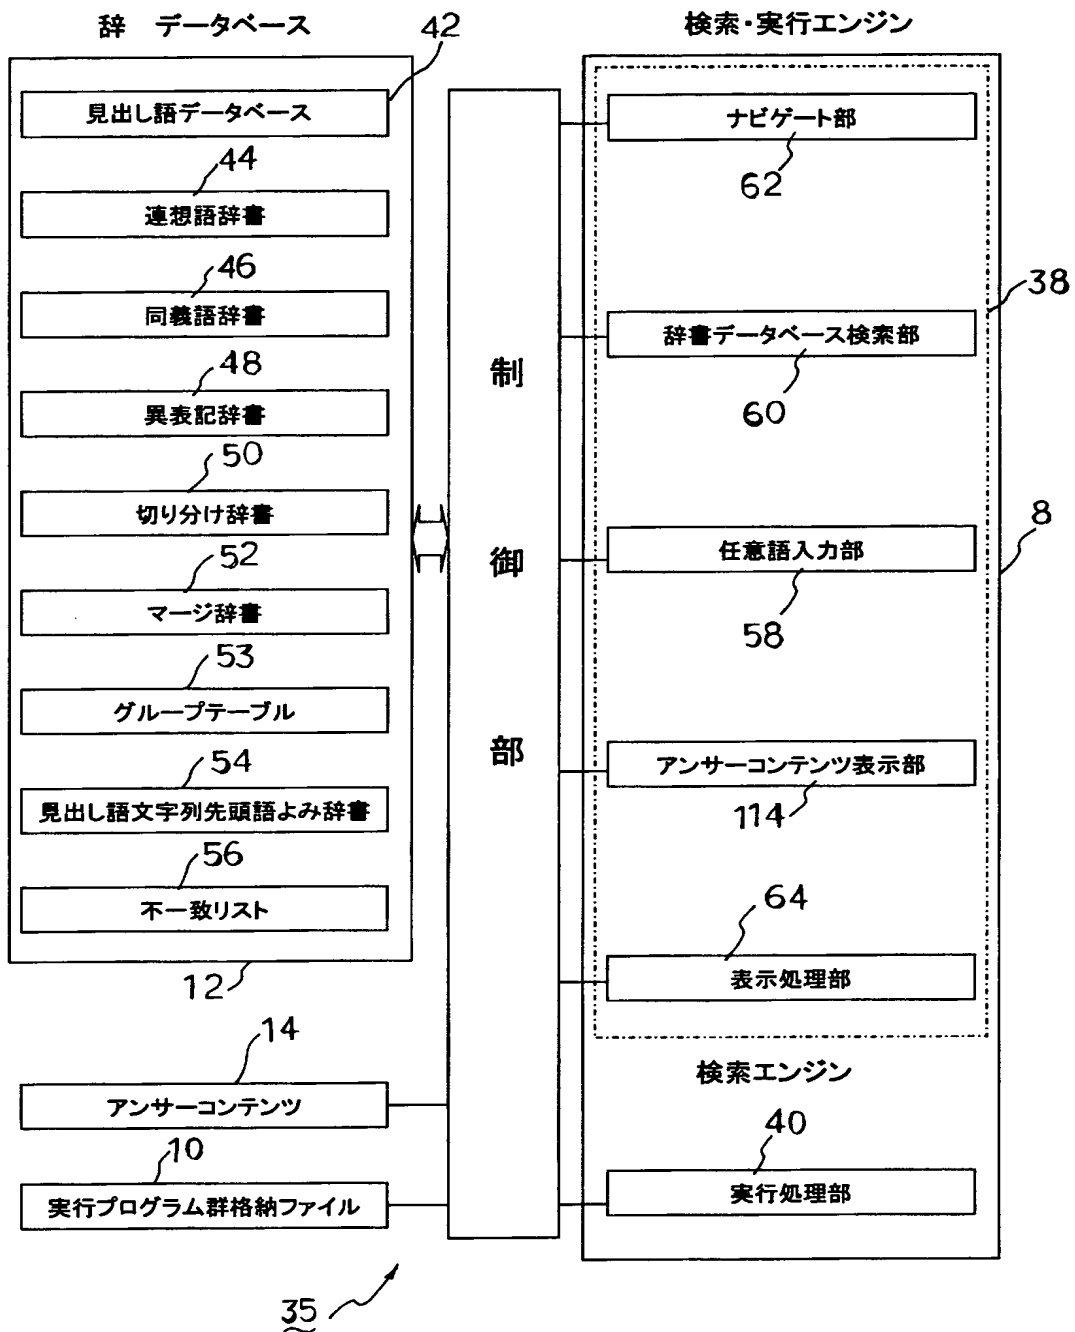 辞　データベース
42
見出し語データベース
44
連想語辞書
46
同義語辞書
48
異表記辞書
50
切り分け辞書
52
マージ辞書
53
グループテーブル
54
見出し語文字列先頭語よみ辞書
56
不一致リスト
12
14
アンサーコンテンツ
10
実行プログラム群格納ファイル
制御部
検索・実行エンジン
ナビゲート部
62
38
辞書データベース検索部
60
8
任意語入力部
58
アンサーコンテンツ表示部
114
64
表示処理部
検索エンジン
40
実行処理部
35